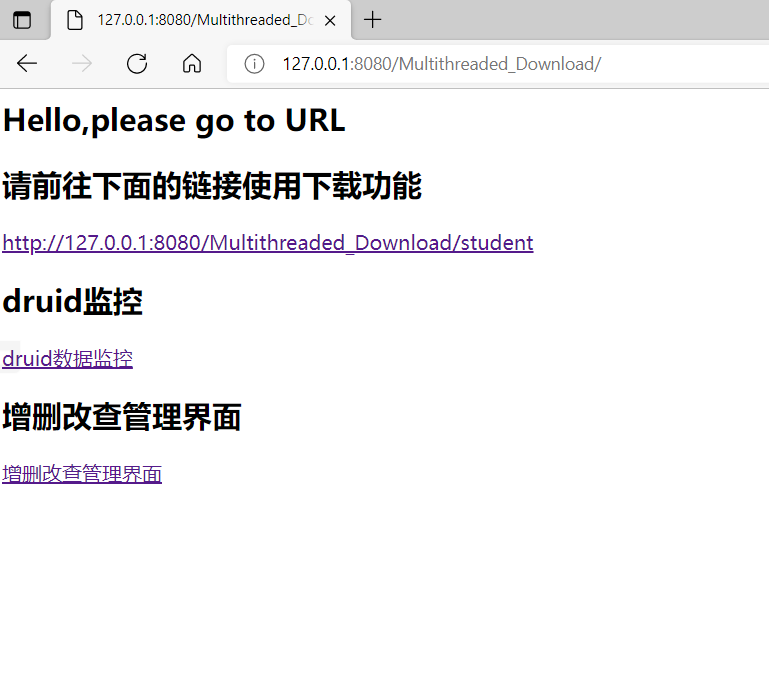 127.0.0.1:8080/Multithreaded_Do
127.0.0.1:8080/Multithreaded_Download/
Hello,please go to URL
请前往下面的链接使用下载功能
http://127.0.0.1:8080/Multithreaded_Download/student
druid监控
druid数据监控
增删改查管理界面
增删改查管理界面